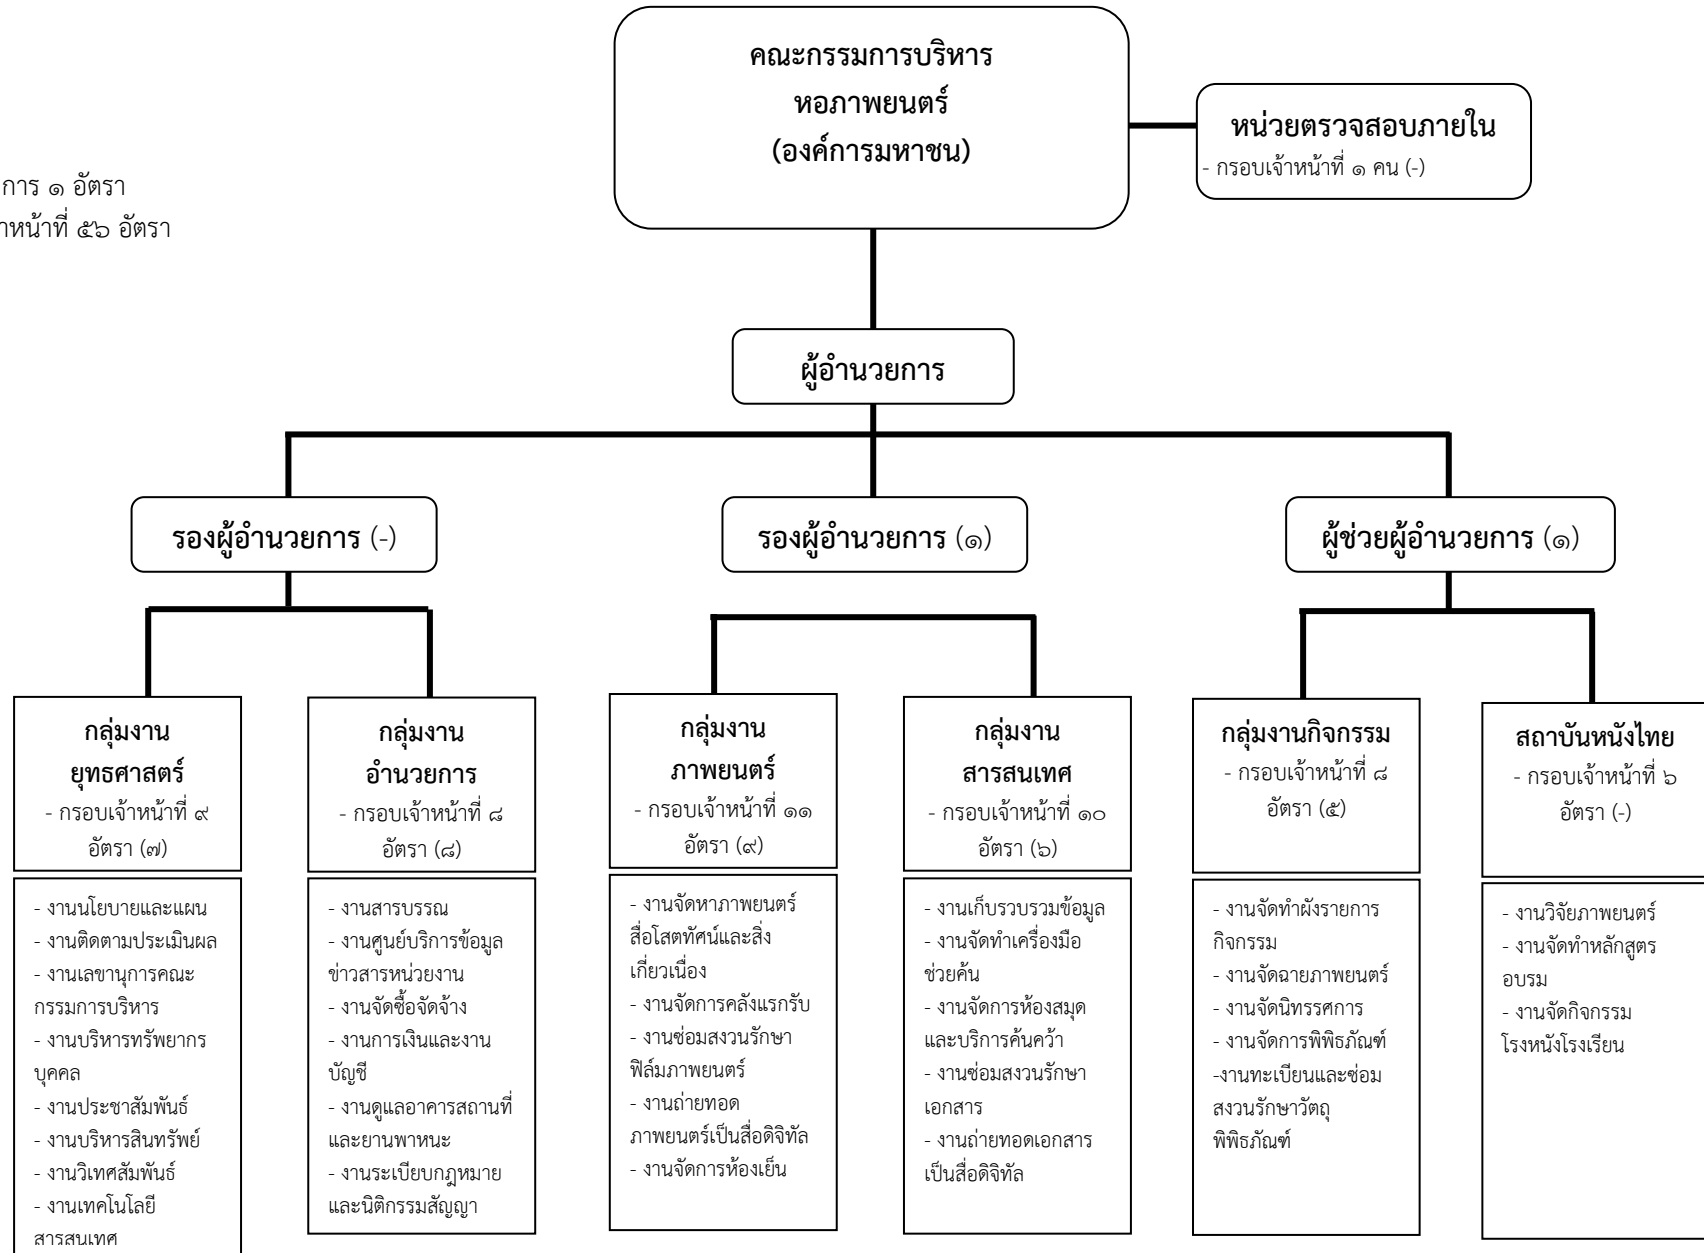 คณะกรรมการบริหาร
หอภาพยนตร์
(องค์การมหาชน)
หน่วยตรวจสอบภายใน
- กรอบเจ้าหน้าที่ ๑ คน (-)
การ ๑ อัตรา
าหน้าที่ ๕๖ อัตรา
ผู้อำนวยการ
รองผู้อำนวยการ (-)
รองผู้อำนวยการ (๑)
ผู้ช่วยผู้อำนวยการ (๑)
กลุ่มงาน
ยุทธศาสตร์
- กรอบเจ้าหน้าที่ ๙
อัตรา (๗)
- งานนโยบายและแผน
- งานติดตามประเมินผล
- งานเลขานุการคณะ
กรรมการบริหาร
- งานบริหารทรัพยากร
บุคคล
- งานประชาสัมพันธ์
- งานบริหารสินทรัพย์
- งานวิเทศสัมพันธ์
- งานเทคโนโลยี
สารสนเทศ
กลุ่มงาน
อำนวยการ
- กรอบเจ้าหน้าที่ ๘
อัตรา (๘)
- งานสารบรรณ
- งานศูนย์บริการข้อมูล
ข่าวสารหน่วยงาน
- งานจัดซื้อจัดจ้าง
- งานการเงินและงาน
บัญชี
- งานดูแลอาคารสถานที่
และยานพาหนะ
- งานระเบียบกฎหมาย
และนิติกรรมสัญญา
กลุ่มงาน
ภาพยนตร์
- กรอบเจ้าหน้าที่ ๑๑
อัตรา (๙)
- งานจัดหาภาพยนตร์
สื่อโสตทัศน์และสิ่ง
เกี่ยวเนื่อง
- งานจัดการคลังแรกรับ
- งานซ่อมสงวนรักษา
ฟิล์มภาพยนตร์
- งานถ่ายทอด
ภาพยนตร์เป็นสื่อดิจิทัล
- งานจัดการห้องเย็น
กลุ่มงาน
สารสนเทศ
- กรอบเจ้าหน้าที่ ๑๐
อัตรา (๖)
- งานเก็บรวบรวมข้อมูล
- งานจัดทำเครื่องมือ
ช่วยค้น
- งานจัดการห้องสมุด
และบริการค้นคว้า
- งานซ่อมสงวนรักษา
เอกสาร
- งานถ่ายทอดเอกสาร
เป็นสื่อดิจิทัล
กลุ่มงานกิจกรรม
- กรอบเจ้าหน้าที่ ๘
อัตรา (๕)
- งานจัดทำผังรายการ
กิจกรรม
- งานจัดฉายภาพยนตร์
- งานจัดนิทรรศการ
- งานจัดการพิพิธภัณฑ์
-งานทะเบียนและซ่อม
สงวนรักษาวัตถุ
พิพิธภัณฑ์
สถาบันหนังไทย
- กรอบเจ้าหน้าที่ ๖
อัตรา (-)
- งานวิจัยภาพยนตร์
- งานจัดทำหลักสูตร
อบรม
- งานจัดกิจกรรม
โรงหนังโรงเรียน